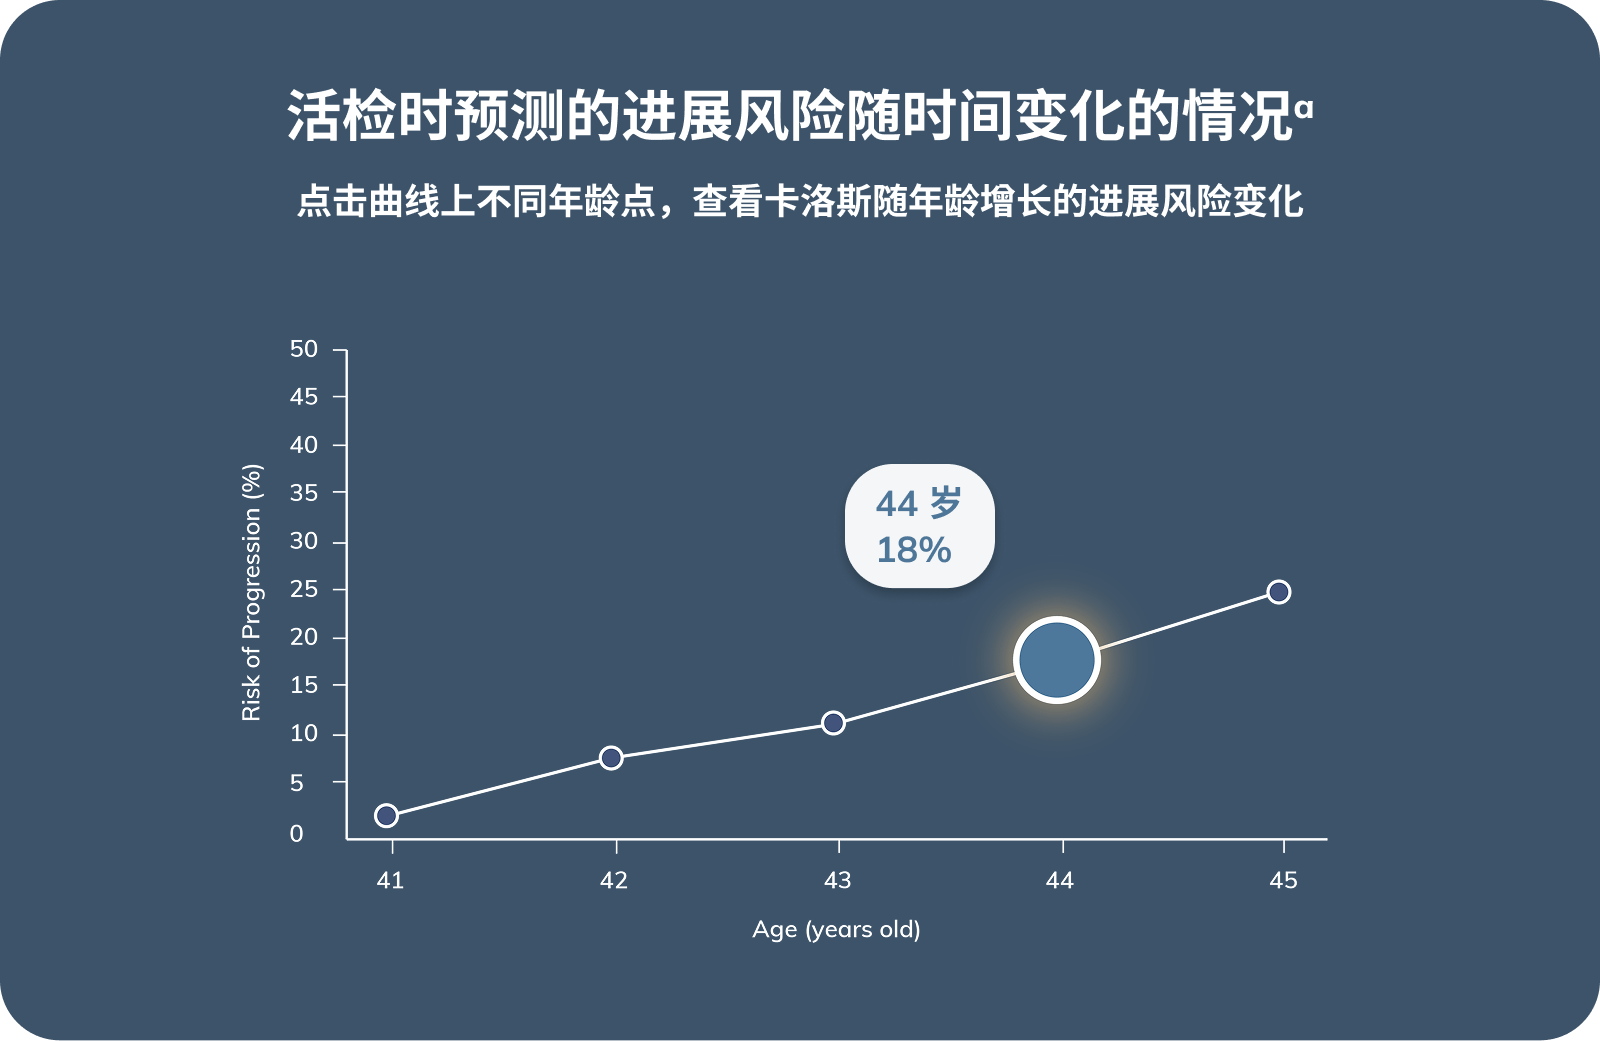 活检时预测的进展风险随时间变化的情况ᵅ
点击曲线上不同年龄点，查看卡洛斯随年龄增长的进展风险变化
50
45
40
35
30
25
20
15
10
5
0
Risk of Progression (%)
44 岁
18%
41 42 43 44 45
Age (years old)